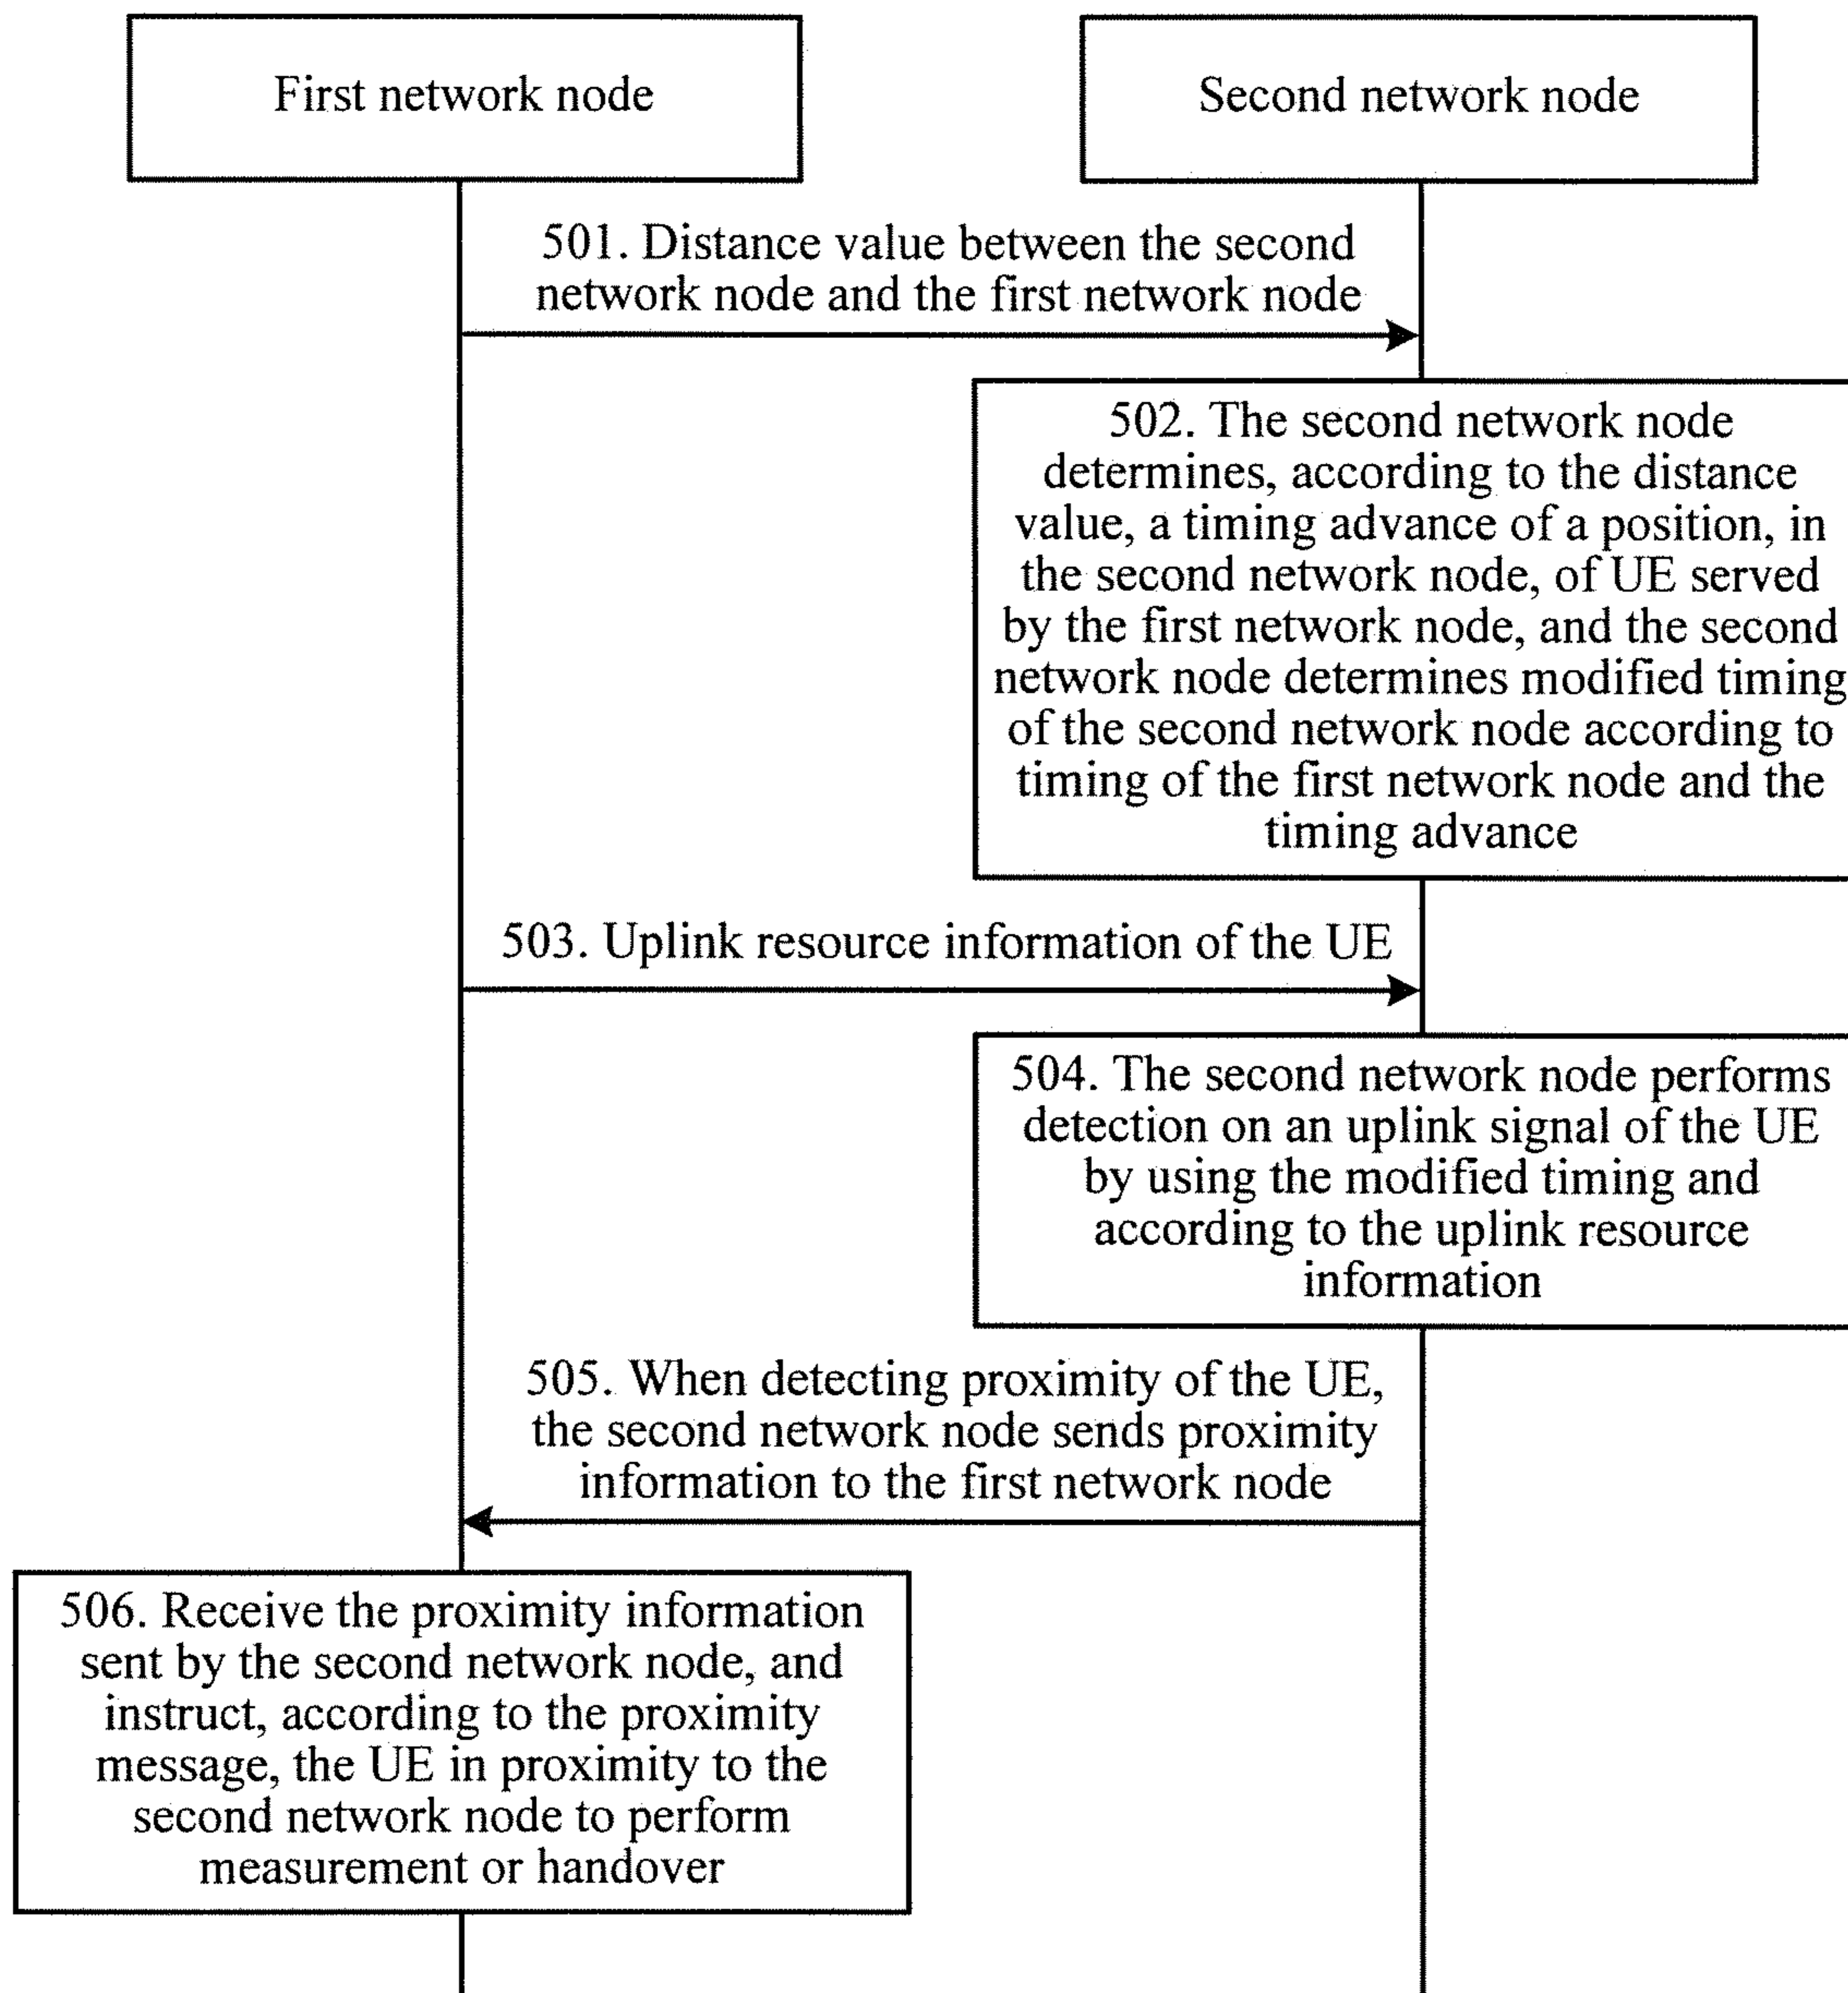 First network node
Second network node
501. Distance value between the second
network node and the first network node
502. The second network node
determines, according to the distance
value, a timing advance of a position, in
the second network node, of UE served
by the first network node, and the second
network node determines modified timing
of the second network node according to
timing of the first network node and the
timing advance
503. Uplink resource information of the UE
504. The second network node performs
detection on an uplink signal of the UE
by using the modified timing and
according to the uplink resource
information
505. When detecting proximity of the UE,
the second network node sends proximity
information to the first network node
506. Receive the proximity information
sent by the second network node, and
instruct, according to the proximity
message, the UE in proximity to the
second network node to perform
measurement or handover